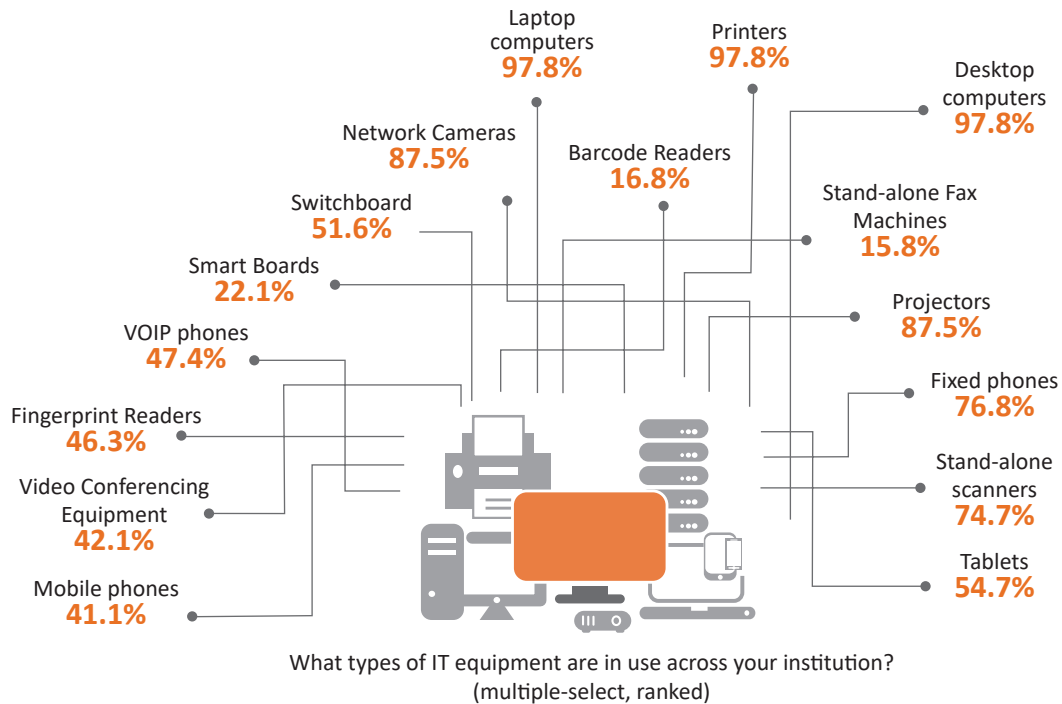 Laptop
computers
97.8%
Printers
97.8%
Desktop
computers
97.8%
Network Cameras
87.5%
Barcode Readers
16.8%
Stand-alone Fax
Machines
15.8%
Switchboard
51.6%
Smart Boards
22.1%
Projectors
87.5%
VOIP phones
47.4%
Fixed phones
76.8%
Fingerprint Readers
46.3%
Stand-alone
scanners
74.7%
Video Conferencing
Equipment
42.1%
Tablets
54.7%
Mobile phones
41.1%
What types of IT equipment are in use across your institution?
(multiple-select, ranked)